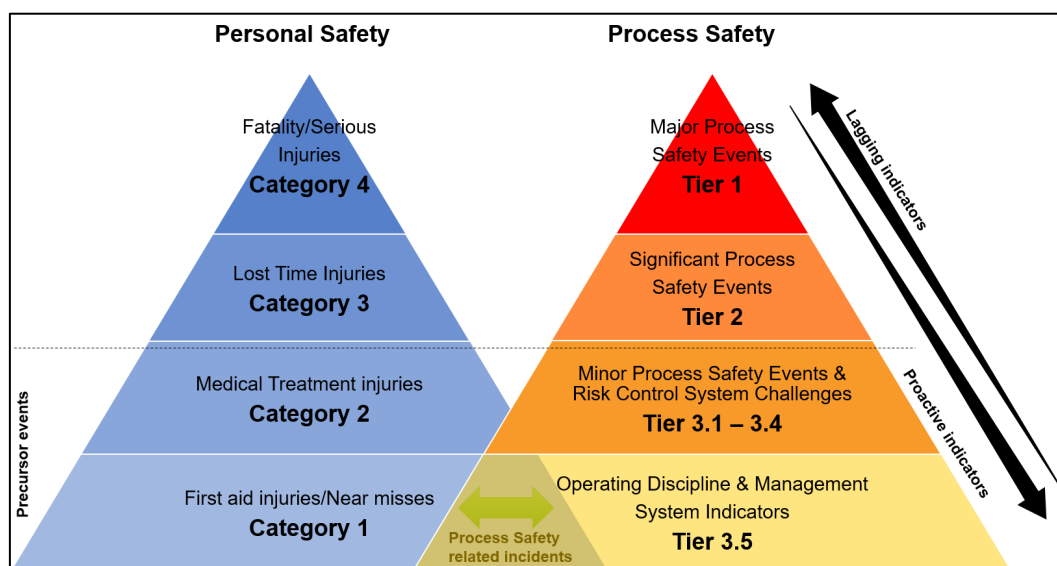 Personal Safety
Process Safety
Fatality/Serious
Injuries
Category 4
Major Process
Safety Events
Tier 1
Lagging indicators
Lost Time Injuries
Category 3
Significant Process
Safety Events
Tier 2
Medical Treatment injuries
Category 2
Minor Process Safety Events &
Risk Control System Challenges
Tier 3.1 – 3.4
Proactive indicators
Precursor events
First aid injuries/Near misses
Category 1
Process Safety
related incidents
Operating Discipline & Management
System Indicators
Tier 3.5